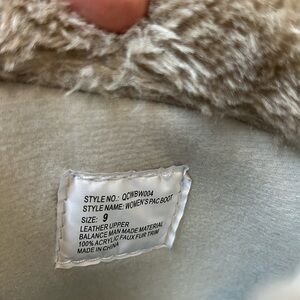 STYLE NO.: QCWBW004
STYLE NAME: WOMEN'S PAC BOOT
SIZE: 9
LEATHER UPPER
BALANCE MAN MADE MATERIAL
100% ACRYLIC FAUX FUR TRIM
MADE IN CHINA